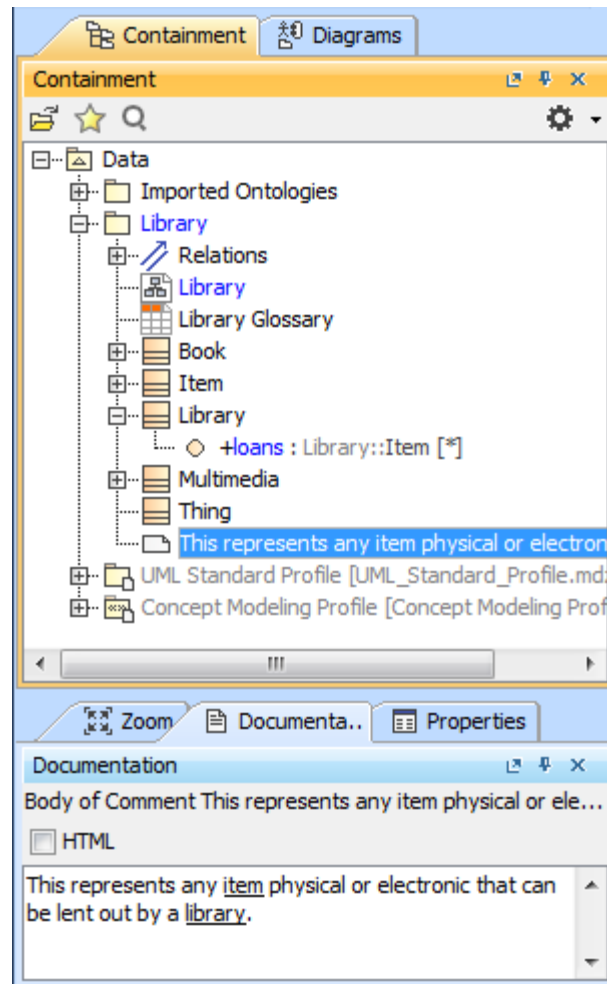 Containment Diagrams
Containment
Data
Imported Ontologies
Library
Relations
Library
Library Glossary
Book
Item
Library
+loans : Library::Item [*]
Multimedia
Thing
This represents any item physical or electron
UML Standard Profile [UML_Standard_Profile.md
Concept Modeling Profile [Concept Modeling Prof
Zoom Documenta.. Properties
Documentation
Body of Comment This represents any item physical or ele...
HTML
This represents any item physical or electronic that can
be lent out by a library.